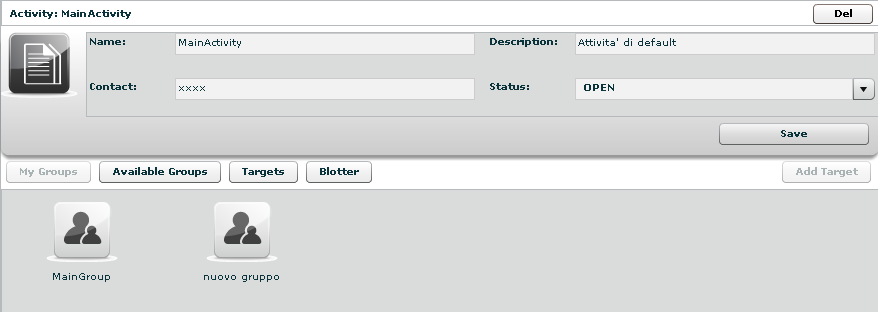 Activity: MainActivity
Del
Name: MainActivity Description: Attivita' di default
Contact: xxxx Status: OPEN
Save
My Groups Available Groups Targets Blotter Add Target
MainGroup nuovo gruppo